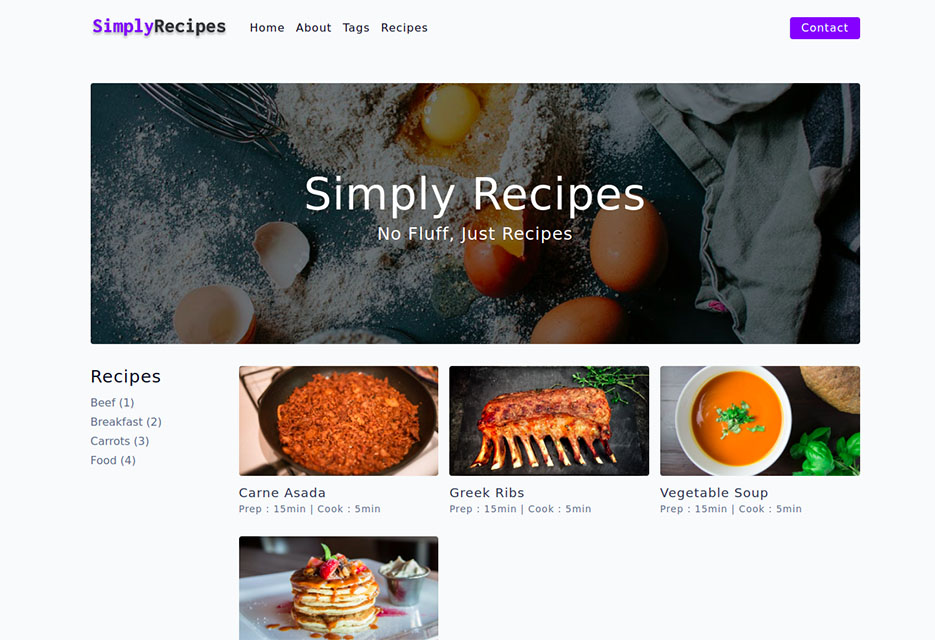 SimplyRecipes Home About Tags Recipes Contact
Simply Recipes
No Fluff, Just Recipes
Recipes
Beef (1)
Breakfast (2)
Carrots (3)
Food (4)
Carne Asada
Prep : 15min | Cook : 5min
Greek Ribs
Prep : 15min | Cook : 5min
Vegetable Soup
Prep : 15min | Cook : 5min